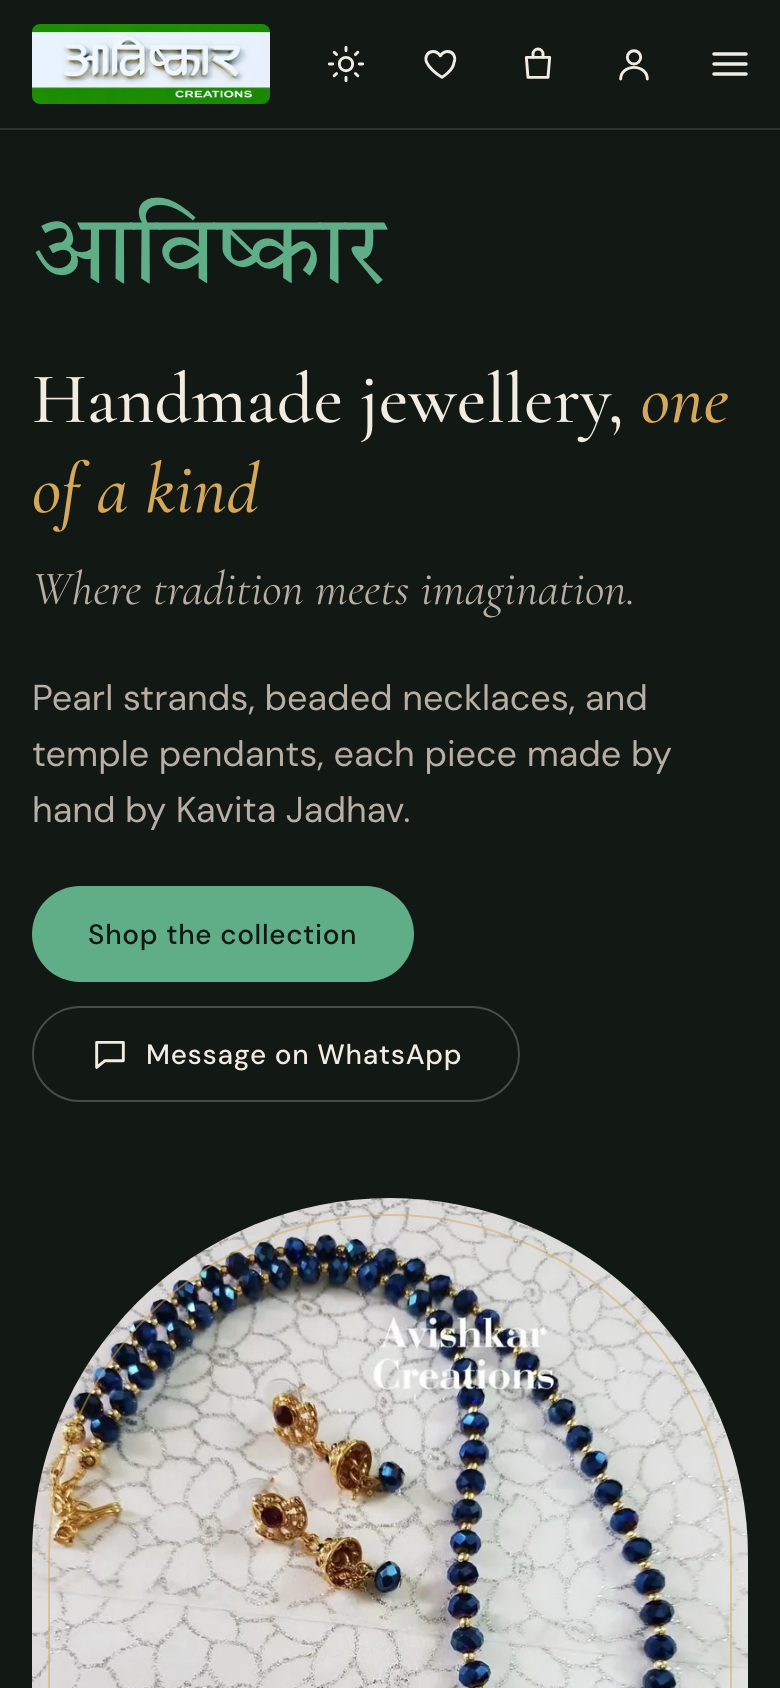 आविष्कार
CREATIONS
आविष्कार
Handmade jewellery, one
of a kind
Where tradition meets imagination.
Pearl strands, beaded necklaces, and
temple pendants, each piece made by
hand by Kavita Jadhav.
Shop the collection
Message on WhatsApp
Avishkar
Creations